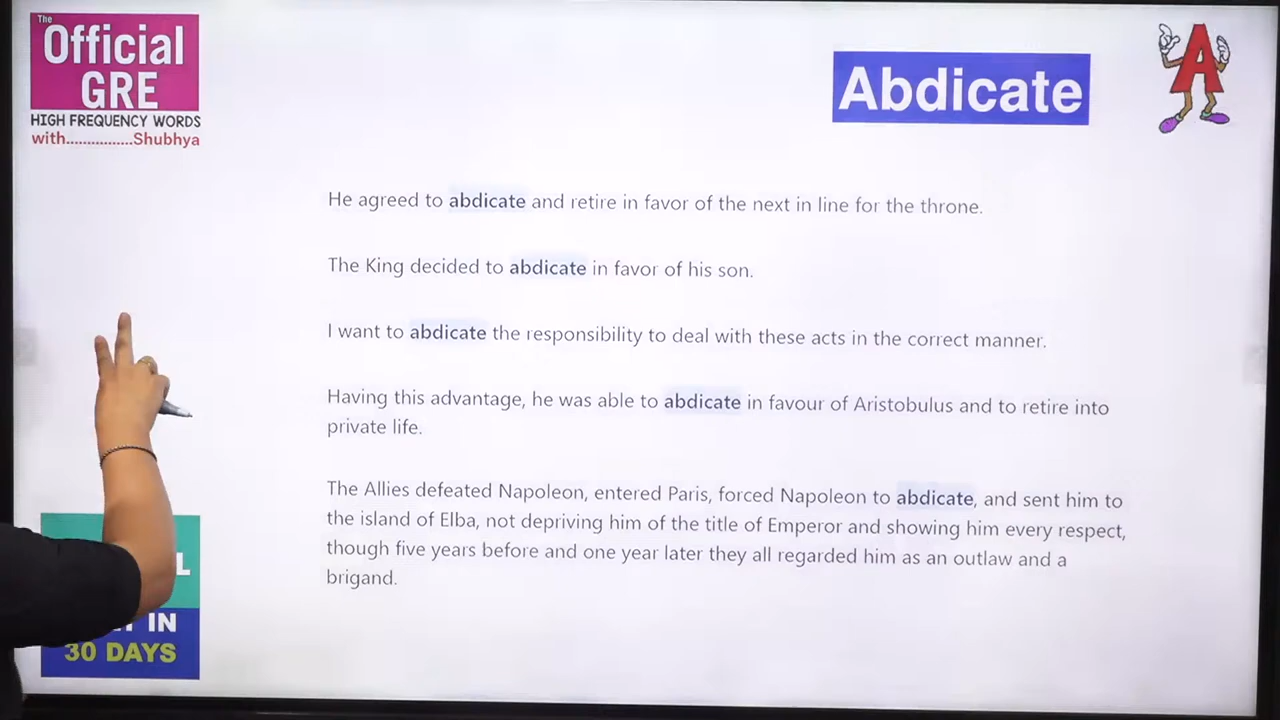 The
Official
GRE
HIGH FREQUENCY WORDS
with................Shubhya
Abdicate
A
He agreed to abdicate and retire in favor of the next in line for the throne.
The King decided to abdicate in favor of his son.
I want to abdicate the responsibility to deal with these acts in the correct manner.
Having this advantage, he was able to abdicate in favour of Aristobulus and to retire into
private life.
The Allies defeated Napoleon, entered Paris, forced Napoleon to abdicate, and sent him to
the island of Elba, not depriving him of the title of Emperor and showing him every respect,
though five years before and one year later they all regarded him as an outlaw and a
brigand.
IN
30 DAYS